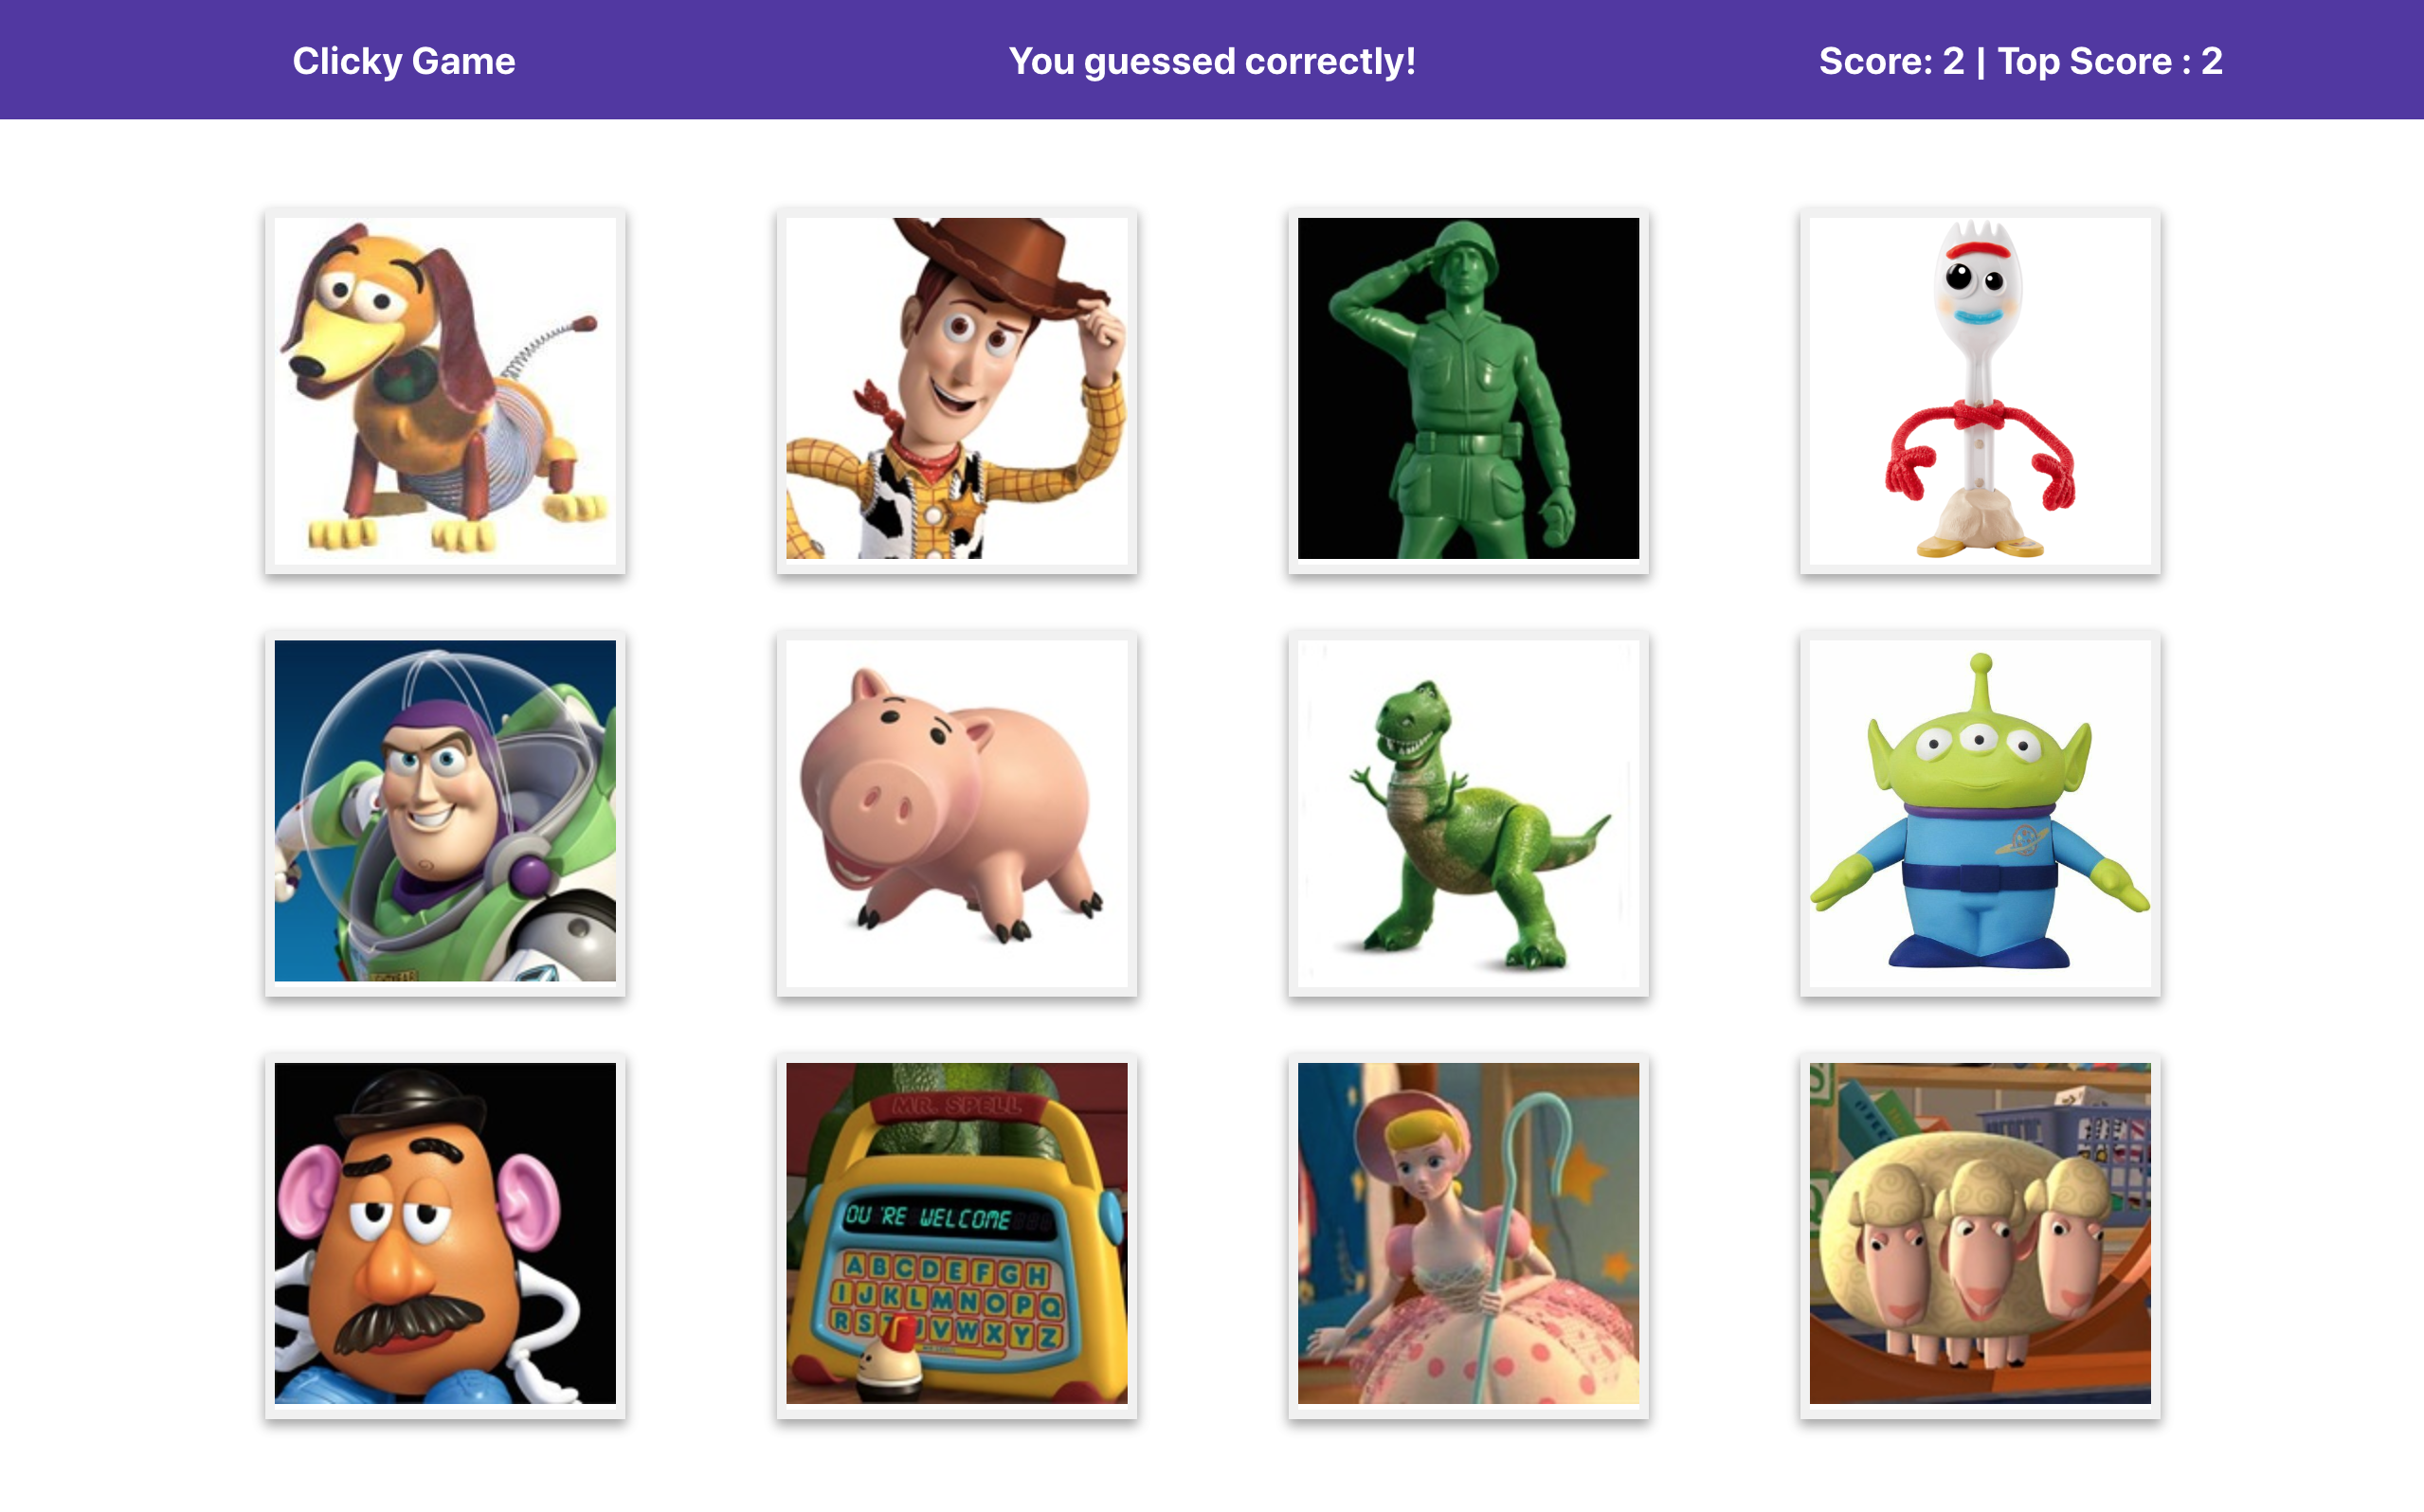 Clicky Game
You guessed correctly!
Score: 2 | Top Score : 2
MR. SPELL
OU 'RE WELCOME
A B C D E F G H
I J K L M N O P Q
R S T V W X Y Z